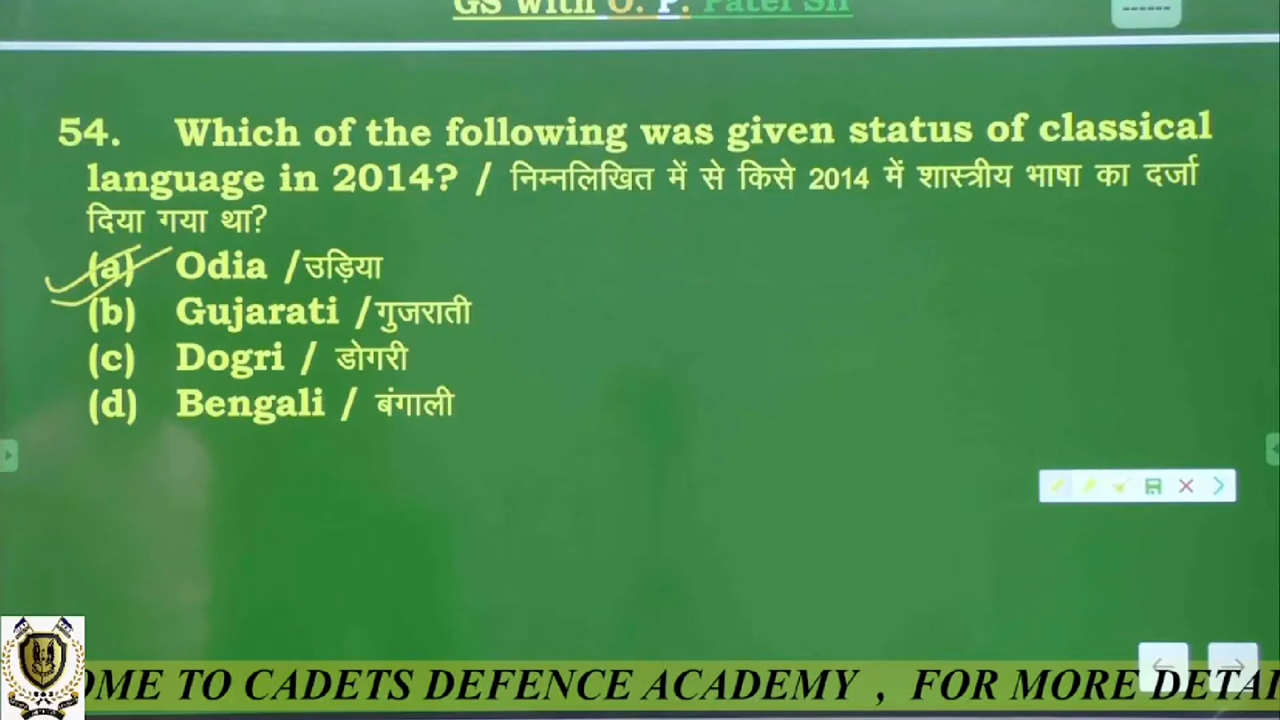 GS with O. P. Patel Sir
------
54. Which of the following was given status of classical
language in 2014? / निम्नलिखित में से किसे 2014 में शास्त्रीय भाषा का दर्जा
दिया गया था?
(a) Odia /उड़िया
(b) Gujarati /गुजराती
(c) Dogri / डोगरी
(d) Bengali / बंगाली
OME TO CADETS DEFENCE ACADEMY , FOR MORE DETAI